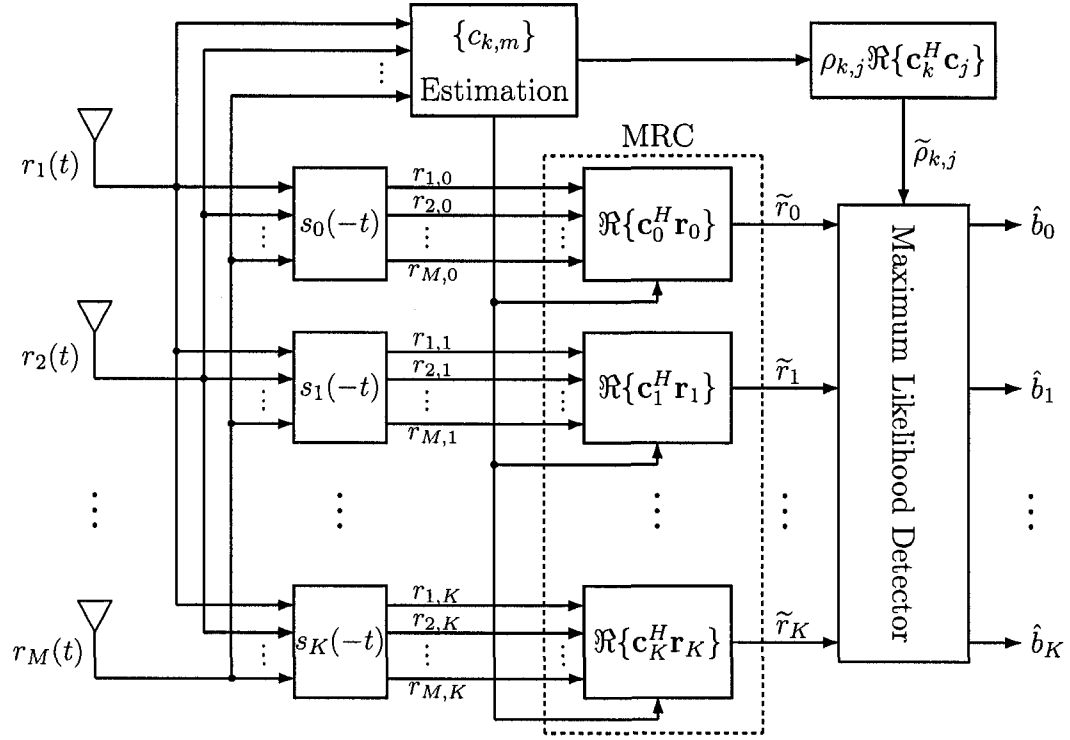 {c_{k,m}}
Estimation
ρ_{k,j}ℜ{c_k^H c_j}
MRC
ρ̃_{k,j}
r_1(t)
r_{1,0}
r_{2,0}
r_{M,0}
s_0(−t)
ℜ{c_0^H r_0}
r̃_0
b̂_0
r_2(t)
r_{1,1}
r_{2,1}
r_{M,1}
s_1(−t)
ℜ{c_1^H r_1}
r̃_1
b̂_1
Maximum Likelihood Detector
r_M(t)
r_{1,K}
r_{2,K}
r_{M,K}
s_K(−t)
ℜ{c_K^H r_K}
r̃_K
b̂_K